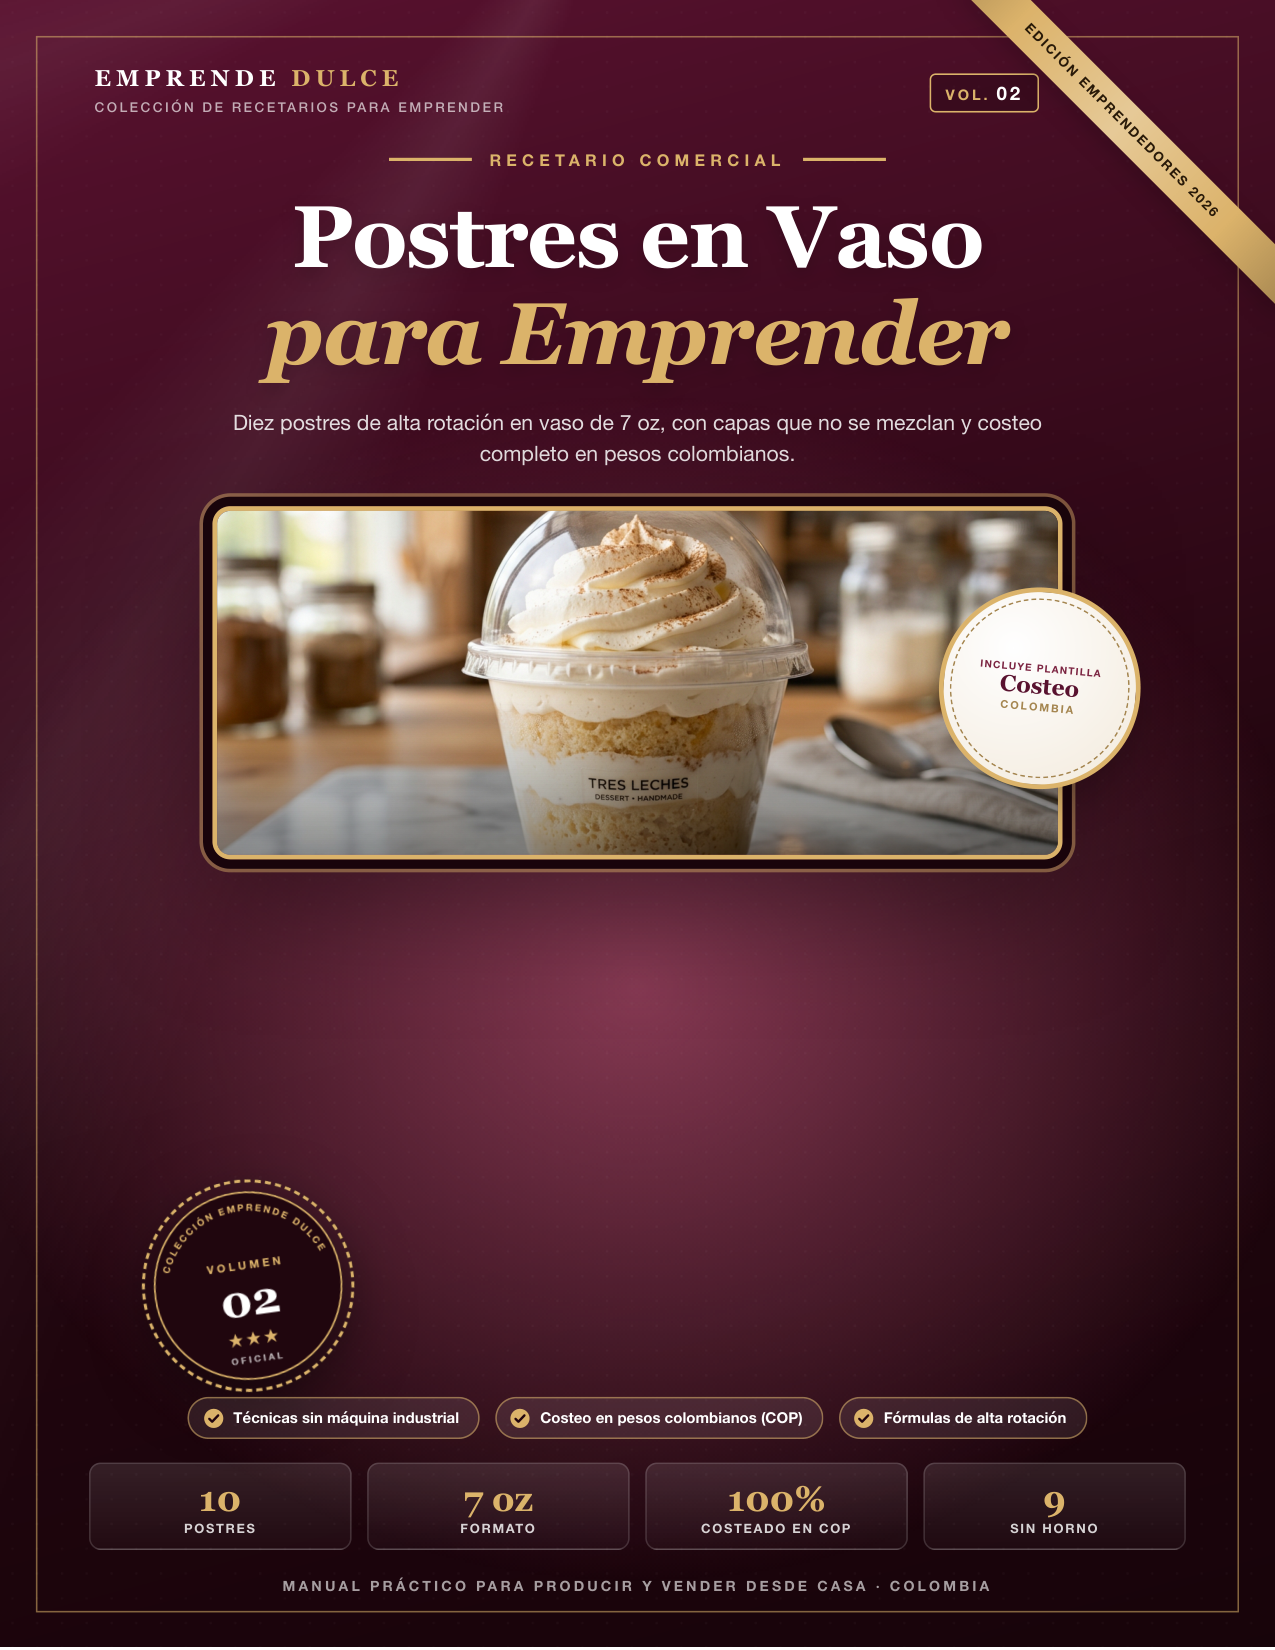 EMPRENDE DULCE
COLECCIÓN DE RECETARIOS PARA EMPRENDER
VOL. 02
EDICIÓN EMPRENDEDORES 2026
RECETARIO COMERCIAL
Postres en Vaso
para Emprender
Diez postres de alta rotación en vaso de 7 oz, con capas que no se mezclan y costeo
completo en pesos colombianos.
INCLUYE PLANTILLA
Costeo
COLOMBIA
TRES LECHES
DESSERT • HANDMADE
COLECCIÓN EMPRENDE DULCE
VOLUMEN
02
OFICIAL
Técnicas sin máquina industrial
Costeo en pesos colombianos (COP)
Fórmulas de alta rotación
10
POSTRES
7 oz
FORMATO
100%
COSTEADO EN COP
9
SIN HORNO
MANUAL PRÁCTICO PARA PRODUCIR Y VENDER DESDE CASA · COLOMBIA